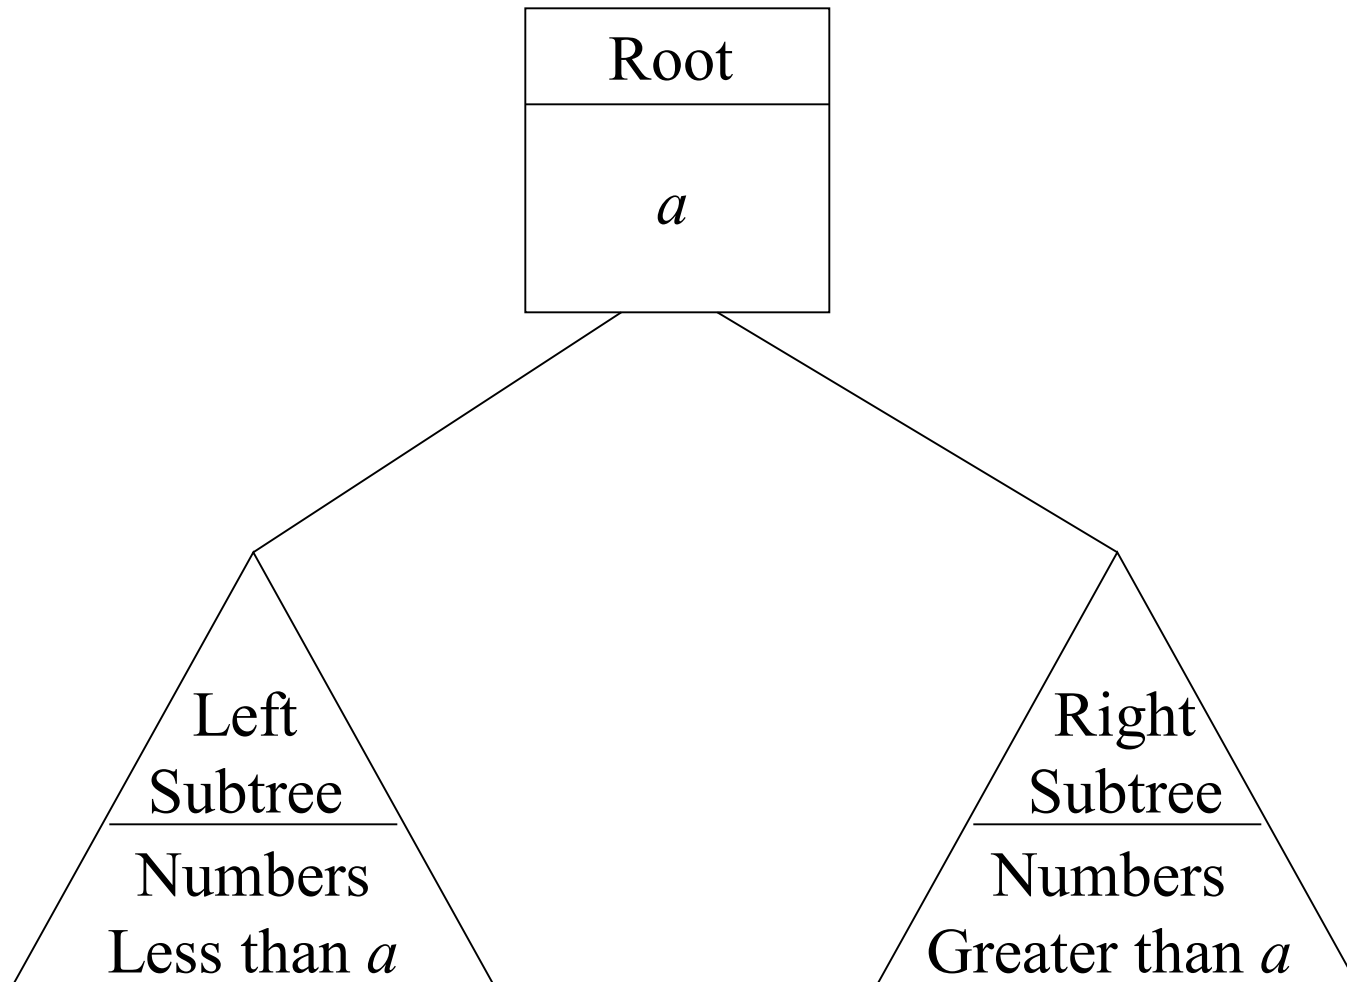 Root
a
Left
Subtree
Numbers
Less than a
Right
Subtree
Numbers
Greater than a